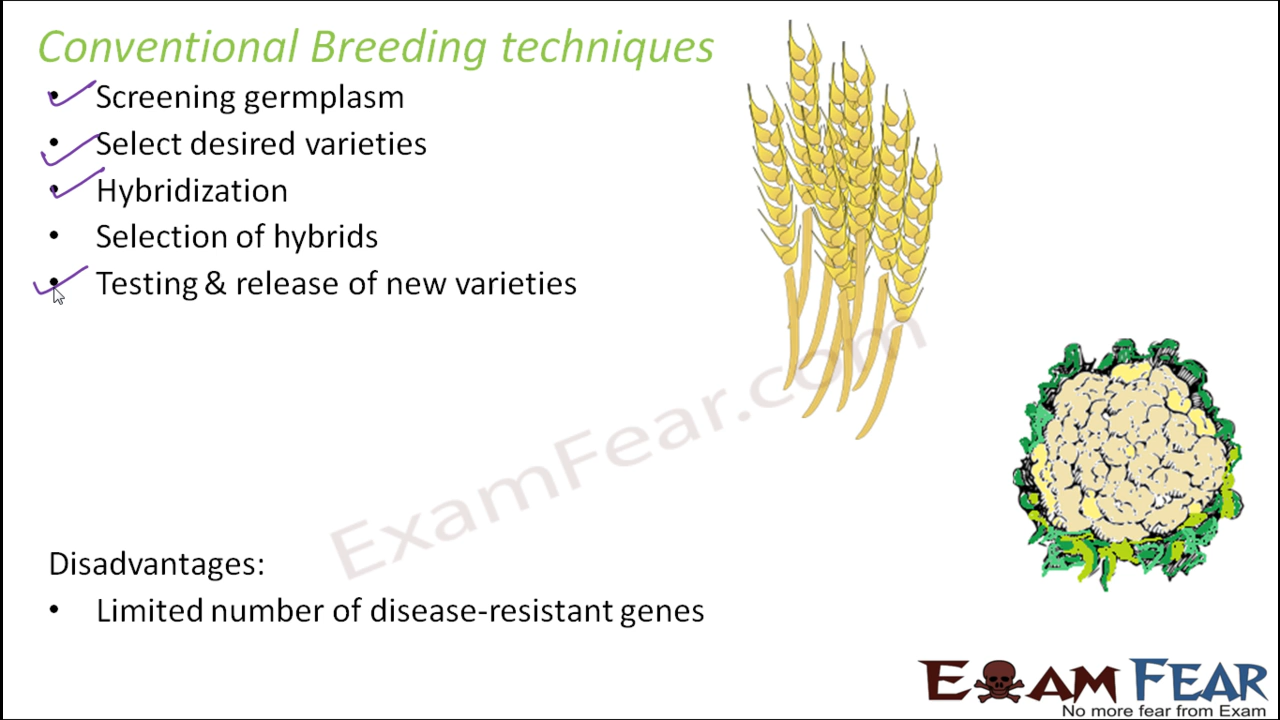 Conventional Breeding techniques
• Screening germplasm
• Select desired varieties
• Hybridization
• Selection of hybrids
• Testing & release of new varieties
ExamFear.com
Disadvantages:
• Limited number of disease-resistant genes
EXAM FEAR
No more fear from Exam